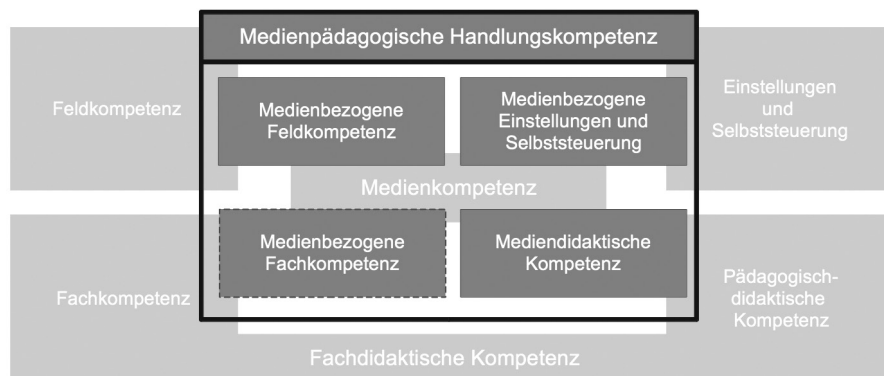 Medienpädagogische Handlungskompetenz
Feldkompetenz
Medienbezogene
Feldkompetenz
Medienbezogene
Einstellungen und
Selbststeuerung
Einstellungen
und
Selbststeuerung
Medienkompetenz
Fachkompetenz
Medienbezogene
Fachkompetenz
Mediendidaktische
Kompetenz
Pädagogisch-
didaktische
Kompetenz
Fachdidaktische Kompetenz